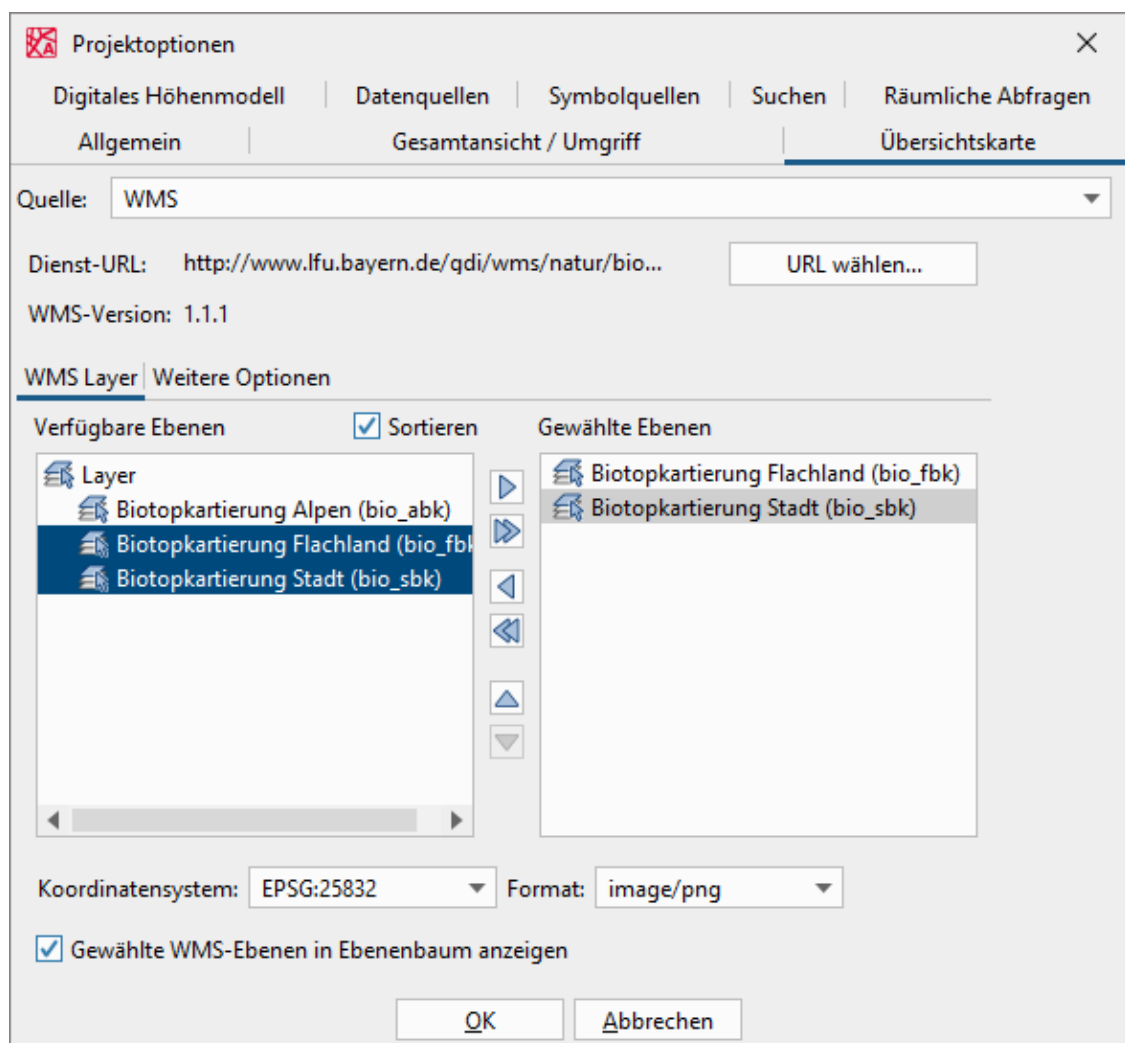 Projektoptionen
Digitales Höhenmodell Datenquellen Symbolquellen Suchen Räumliche Abfragen
Allgemein Gesamtansicht / Umgriff Übersichtskarte
Quelle: WMS
Dienst-URL: http://www.lfu.bayern.de/gdi/wms/natur/bio... URL wählen...
WMS-Version: 1.1.1
WMS Layer Weitere Optionen
Verfügbare Ebenen Sortieren Gewählte Ebenen
Layer
Biotopkartierung Alpen (bio_abk)
Biotopkartierung Flachland (bio_fbk
Biotopkartierung Stadt (bio_sbk)
Biotopkartierung Flachland (bio_fbk)
Biotopkartierung Stadt (bio_sbk)
Koordinatensystem: EPSG:25832 Format: image/png
Gewählte WMS-Ebenen in Ebenenbaum anzeigen
OK Abbrechen